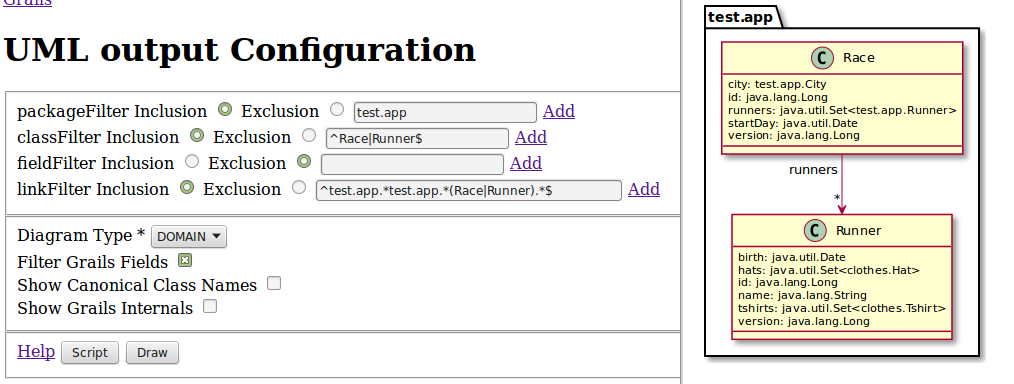 Grails
UML output Configuration
packageFilter Inclusion Exclusion test.app Add
classFilter Inclusion Exclusion ^Race|Runner$ Add
fieldFilter Inclusion Exclusion Add
linkFilter Inclusion Exclusion ^test.app.*test.app.*(Race|Runner).*$ Add
Diagram Type * DOMAIN
Filter Grails Fields
Show Canonical Class Names
Show Grails Internals
Help Script Draw
test.app
C Race
city: test.app.City
id: java.lang.Long
runners: java.util.Set<test.app.Runner>
startDay: java.util.Date
version: java.lang.Long
runners
*
C Runner
birth: java.util.Date
hats: java.util.Set<clothes.Hat>
id: java.lang.Long
name: java.lang.String
tshirts: java.util.Set<clothes.Tshirt>
version: java.lang.Long